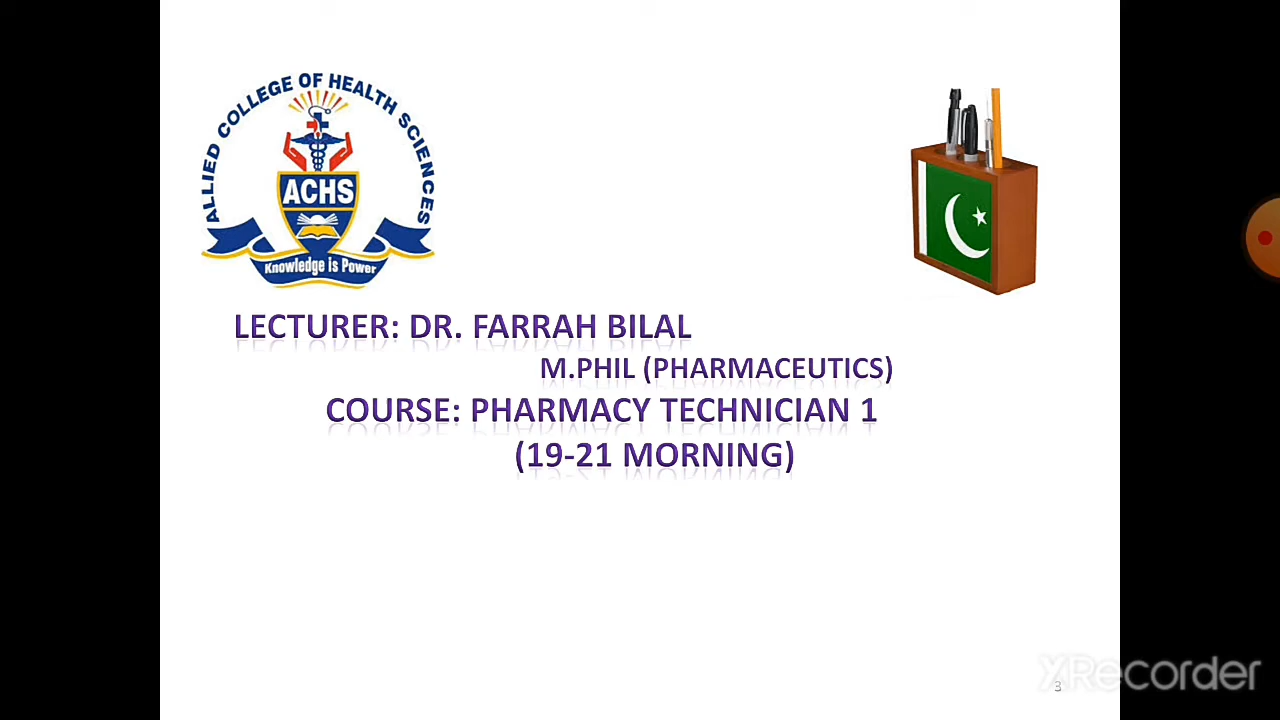 ALLIED COLLEGE OF HEALTH SCIENCES
ACHS
Knowledge is Power
LECTURER: DR. FARRAH BILAL
M.PHIL (PHARMACEUTICS)
COURSE: PHARMACY TECHNICIAN 1
(19-21 MORNING)
3
XRecorder